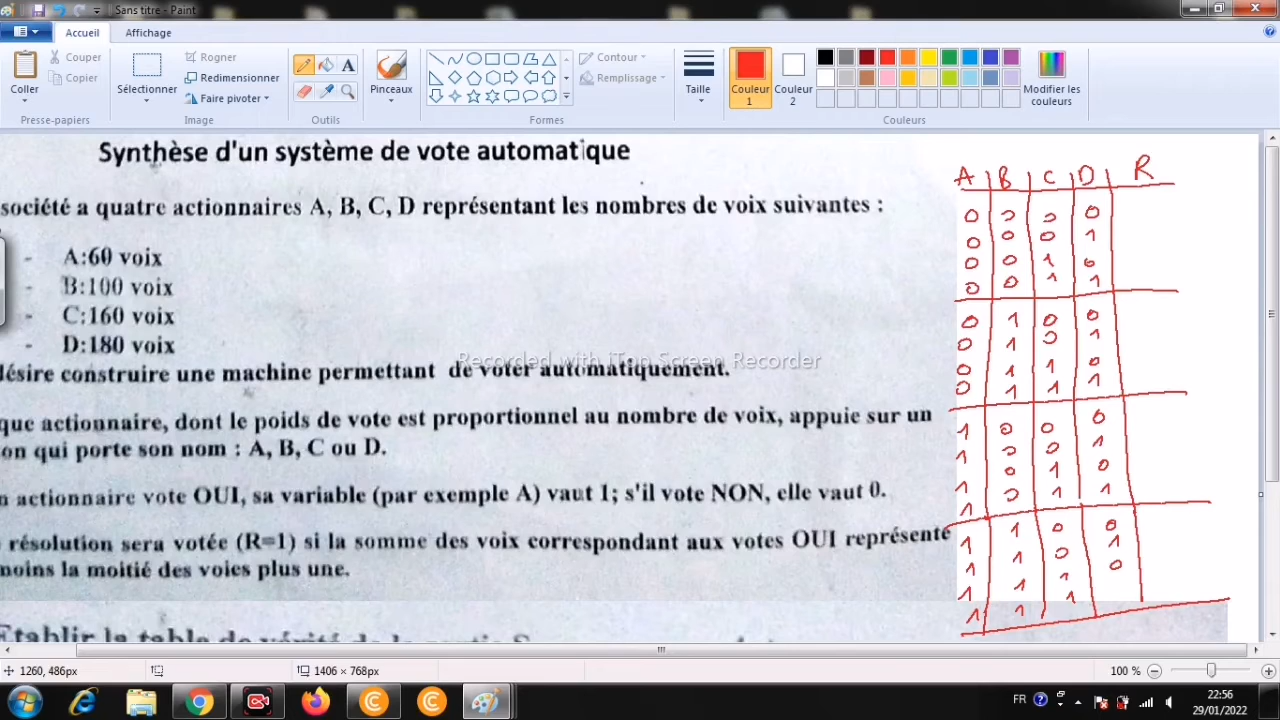 Sans titre - Paint
Accueil Affichage
Coller
Couper
Copier
Presse-papiers
Sélectionner
Rogner
Redimensionner
Faire pivoter
Image
Outils
Pinceaux
Contour
Remplissage
Formes
Taille
Couleur 1
Couleur 2
Modifier les couleurs
Couleurs
Synthèse d'un système de vote automatique
société a quatre actionnaires A, B, C, D représentant les nombres de voix suivantes :
- A:60 voix
- B:100 voix
- C:160 voix
- D:180 voix
désire construire une machine permettant de voter automatiquement.
Recorded with iTop Screen Recorder
que actionnaire, dont le poids de vote est proportionnel au nombre de voix, appuie sur un
on qui porte son nom : A, B, C ou D.
n actionnaire vote OUI, sa variable (par exemple A) vaut 1; s'il vote NON, elle vaut 0.
résolution sera votée (R=1) si la somme des voix correspondant aux votes OUI représente
moins la moitié des voies plus une.
Etablir la table de vérité de la
A B C D R
0 0 0 0
0 0 0 1
0 0 1 0
0 0 1 1
0 1 0 0
0 1 0 1
0 1 1 0
0 1 1 1
1 0 0 0
1 0 0 1
1 0 1 0
1 0 1 1
1 1 0 0
1 1 0 1
1 1 1 0
1 1 1
1260, 486px
1406 × 768px
100 %
FR
22:56
29/01/2022